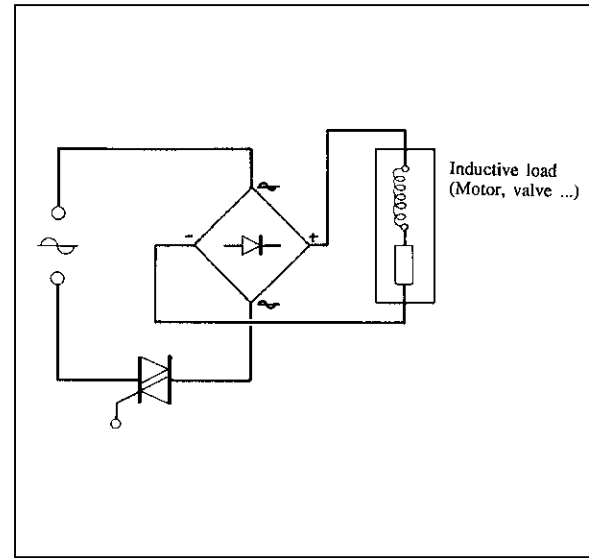 Inductive load
(Motor, valve ...)
-
+